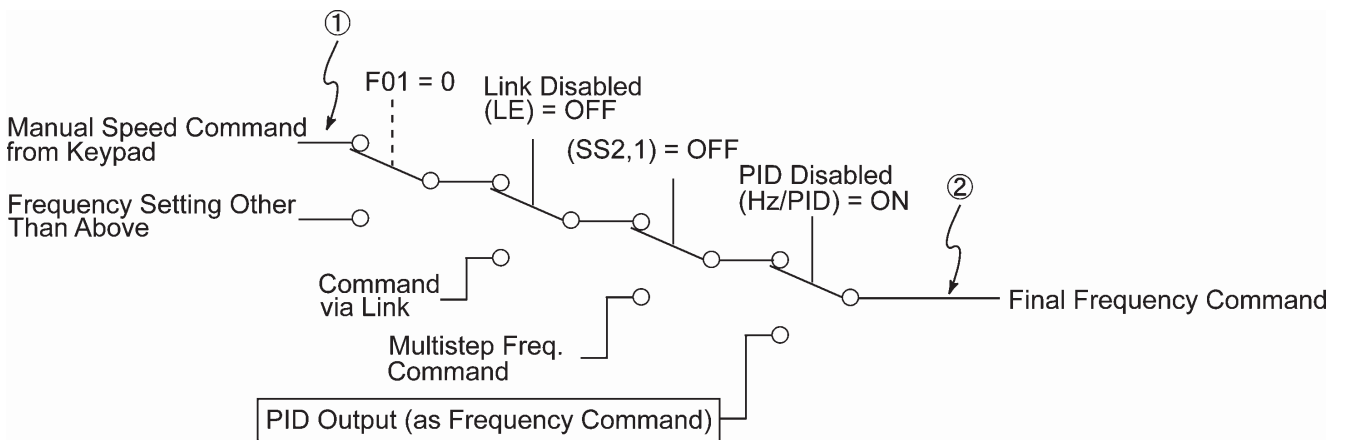 ①
F01 = 0
Link Disabled
(LE) = OFF
(SS2,1) = OFF
PID Disabled
(Hz/PID) = ON
②
Manual Speed Command
from Keypad
Frequency Setting Other
Than Above
Command
via Link
Multistep Freq.
Command
PID Output (as Frequency Command)
Final Frequency Command